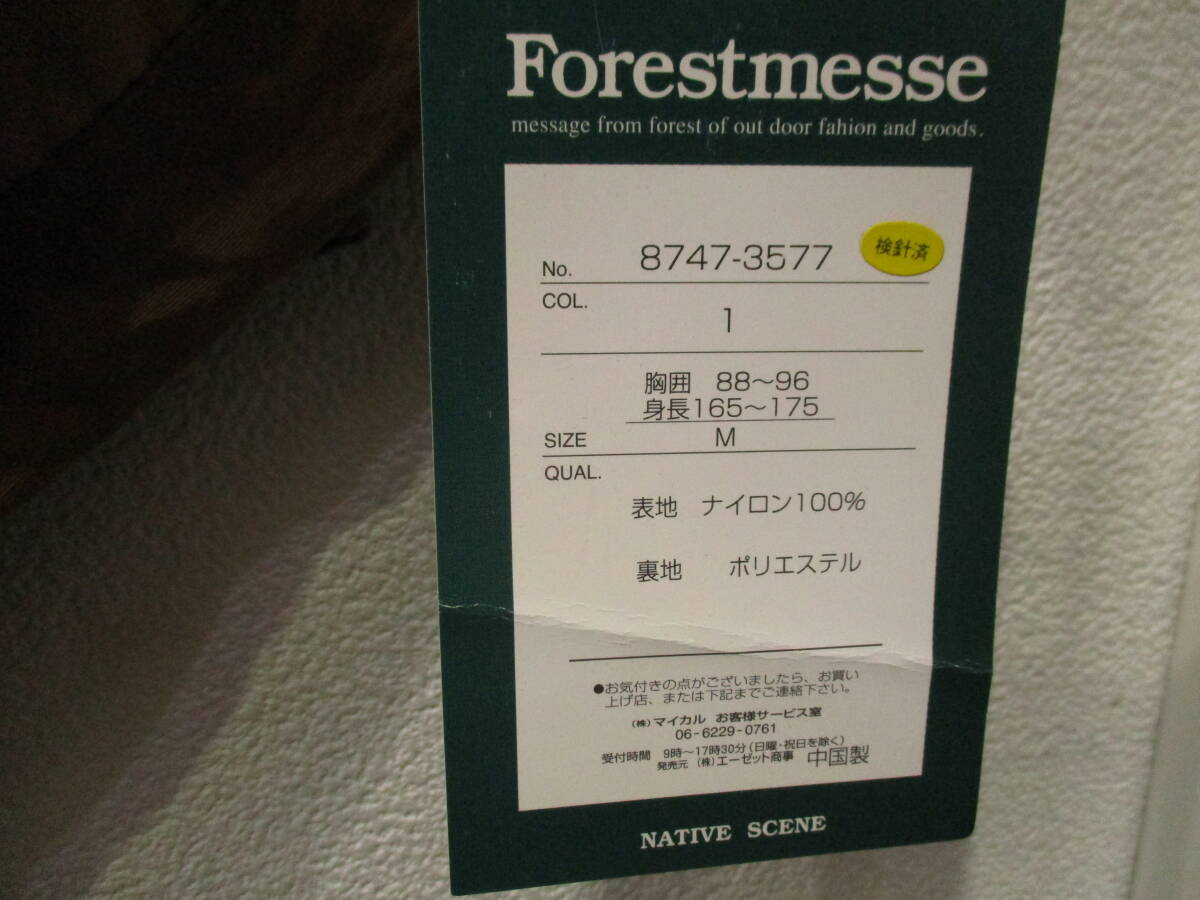 Forestmesse
message from forest of out door fahion and goods.
No. 8747-3577 検針済
COL.
1
胸囲 88〜96
身長165〜175
SIZE M
QUAL.
表地 ナイロン100%
裏地 ポリエステル
●お気付きの点がございましたら、お買い
上げ店、または下記までご連絡下さい。
(株)マイカル お客様サービス室
06-6229-0761
受付時間 9時〜17時30分(日曜・祝日を除く)
発売元 (株)エーゼット商事 中国製
NATIVE SCENE